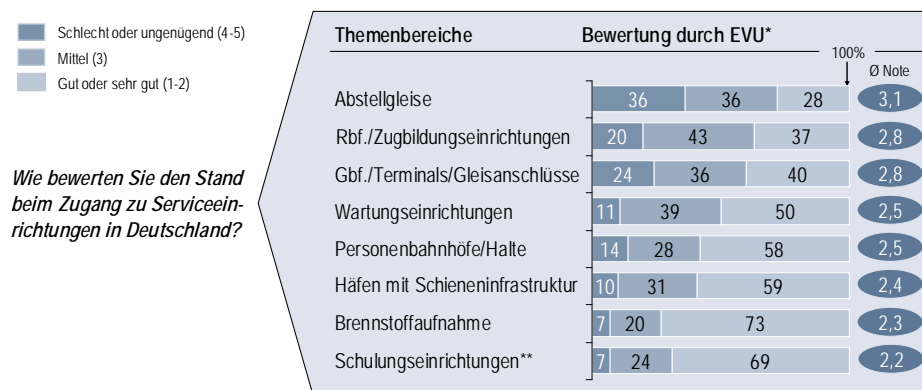 Schlecht oder ungenügend (4-5)
Mittel (3)
Gut oder sehr gut (1-2)
Wie bewerten Sie den Stand
beim Zugang zu Serviceein-
richtungen in Deutschland?
Themenbereiche Bewertung durch EVU*
100%
Ø Note
Abstellgleise 36 36 28 3,1
Rbf./Zugbildungseinrichtungen 20 43 37 2,8
Gbf./Terminals/Gleisanschlüsse 24 36 40 2,8
Wartungseinrichtungen 11 39 50 2,5
Personenbahnhöfe/Halte 14 28 58 2,5
Häfen mit Schieneninfrastruktur 10 31 59 2,4
Brennstoffaufnahme 7 20 73 2,3
Schulungseinrichtungen** 7 24 69 2,2